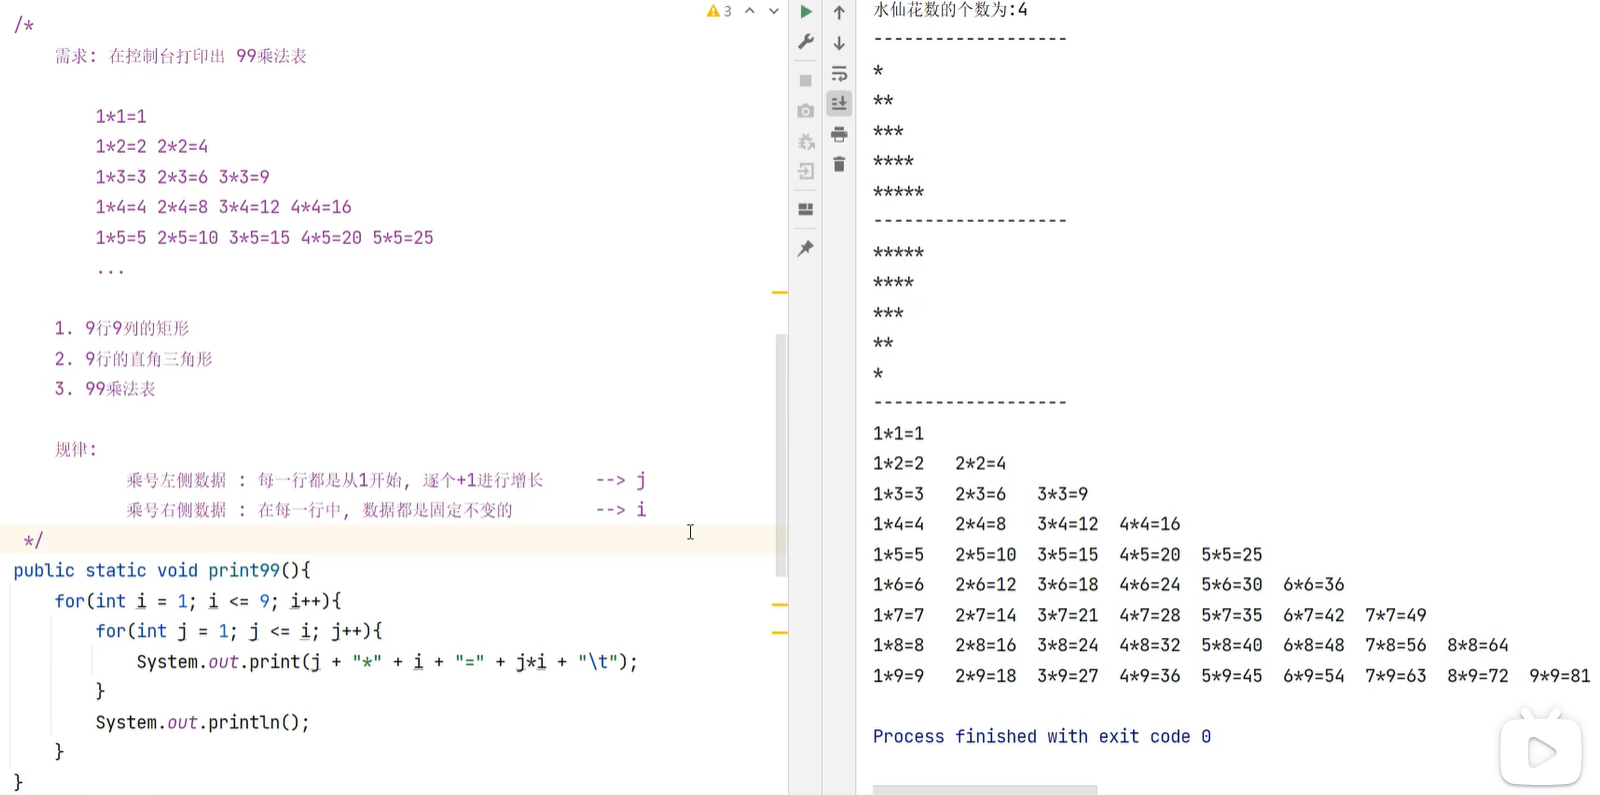 /*
需求: 在控制台打印出 99乘法表
1*1=1
1*2=2 2*2=4
1*3=3 2*3=6 3*3=9
1*4=4 2*4=8 3*4=12 4*4=16
1*5=5 2*5=10 3*5=15 4*5=20 5*5=25
...
1. 9行9列的矩形
2. 9行的直角三角形
3. 99乘法表
规律:
乘号左侧数据 : 每一行都是从1开始, 逐个+1进行增长 --> j
乘号右侧数据 : 在每一行中, 数据都是固定不变的 --> i
*/
public static void print99(){
for(int i = 1; i <= 9; i++){
for(int j = 1; j <= i; j++){
System.out.print(j + "*" + i + "=" + j*i + "\t");
}
System.out.println();
}
}
3
水仙花数的个数为:4
-------------------
*
**
***
****
*****
-------------------
*****
****
***
**
*
-------------------
1*1=1
1*2=2 2*2=4
1*3=3 2*3=6 3*3=9
1*4=4 2*4=8 3*4=12 4*4=16
1*5=5 2*5=10 3*5=15 4*5=20 5*5=25
1*6=6 2*6=12 3*6=18 4*6=24 5*6=30 6*6=36
1*7=7 2*7=14 3*7=21 4*7=28 5*7=35 6*7=42 7*7=49
1*8=8 2*8=16 3*8=24 4*8=32 5*8=40 6*8=48 7*8=56 8*8=64
1*9=9 2*9=18 3*9=27 4*9=36 5*9=45 6*9=54 7*9=63 8*9=72 9*9=81
Process finished with exit code 0